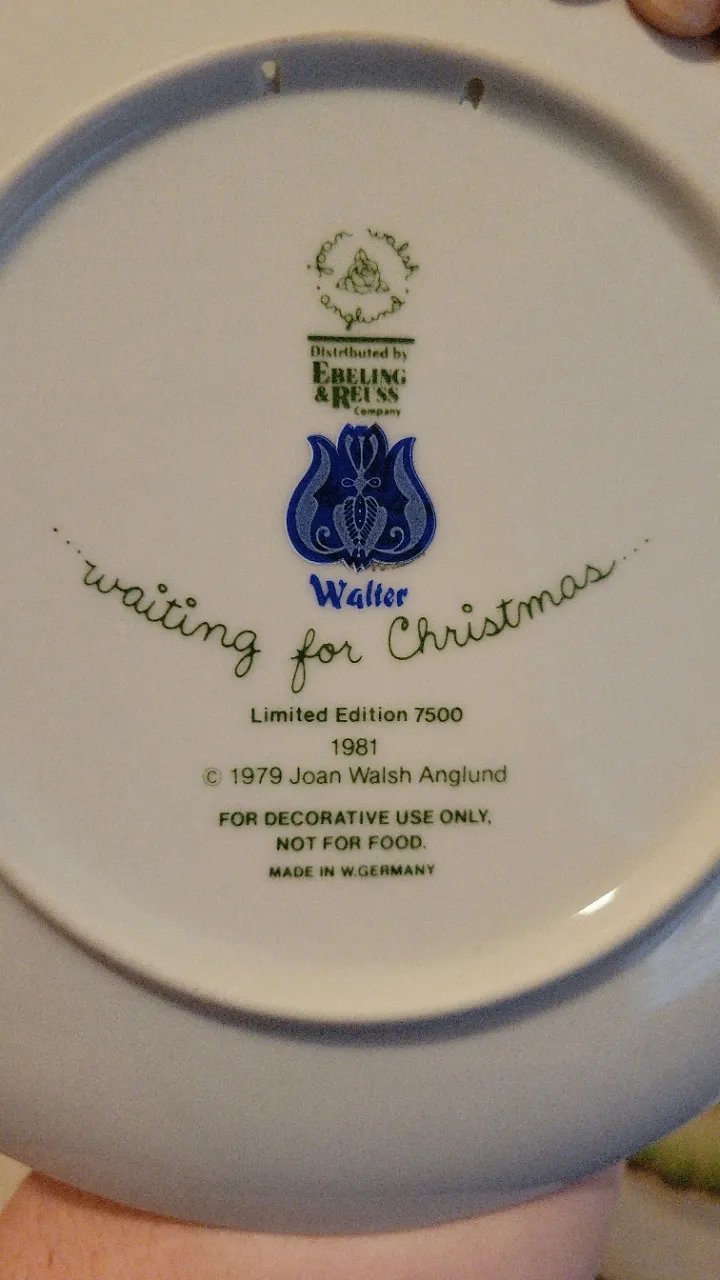 joan walsh
anglund
Distributed by
EBELING
& REUSS
Company
Walter
...waiting for Christmas...
Limited Edition 7500
1981
© 1979 Joan Walsh Anglund
FOR DECORATIVE USE ONLY,
NOT FOR FOOD.
MADE IN W.GERMANY